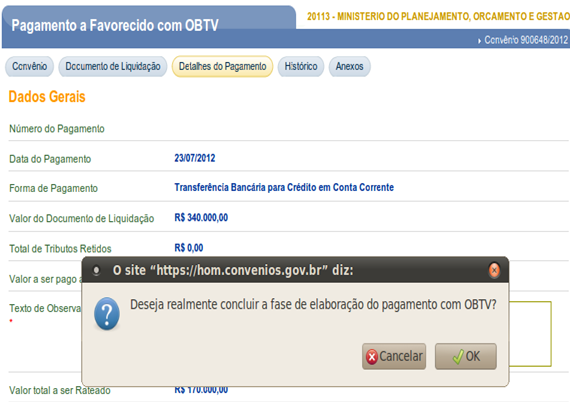 Pagamento a Favorecido com OBTV
20113 - MINISTERIO DO PLANEJAMENTO, ORCAMENTO E GESTAO
Convênio 900648/2012
Convênio Documento de Liquidação Detalhes do Pagamento Histórico Anexos
Dados Gerais
Número do Pagamento
Data do Pagamento 23/07/2012
Forma de Pagamento Transferência Bancária para Crédito em Conta Corrente
Valor do Documento de Liquidação R$ 340.000,00
Total de Tributos Retidos R$ 0,00
O site “https://hom.convenios.gov.br” diz:
Valor a ser pago a
Texto de Observa
*
Deseja realmente concluir a fase de elaboração do pagamento com OBTV?
Cancelar OK
Valor total a ser Rateado R$ 170.000,00